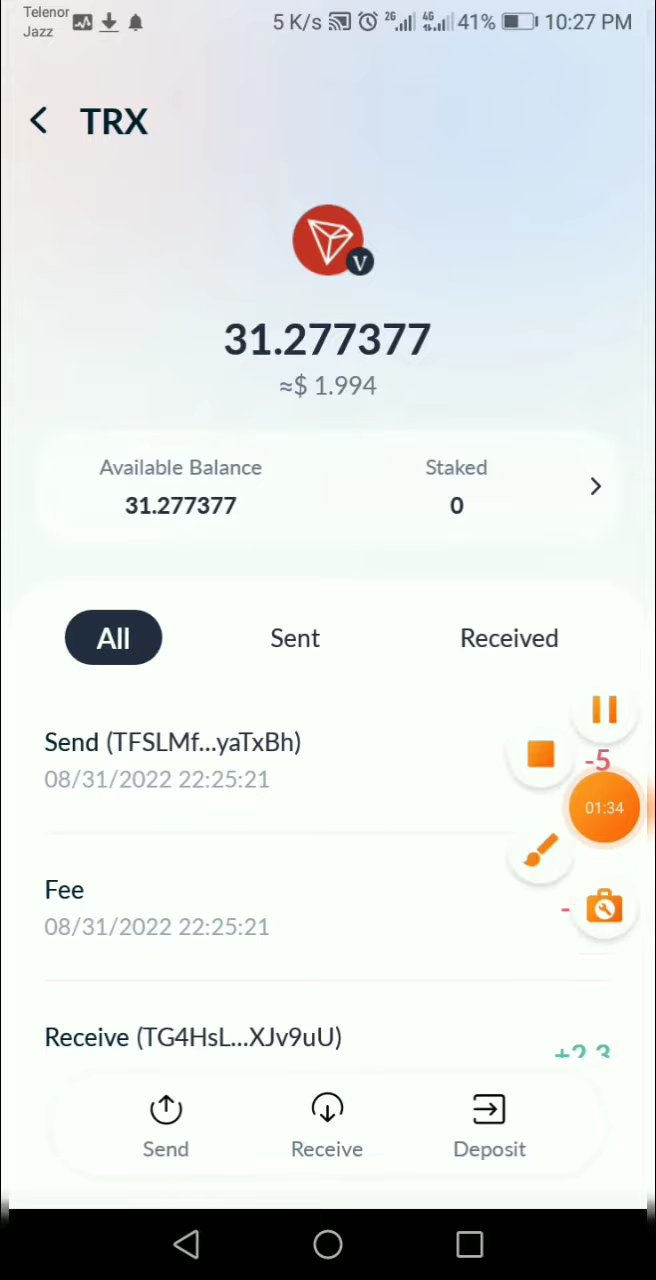 Telenor
Jazz
5 K/s 2G 4G 41% 10:27 PM
TRX
V
31.277377
≈$ 1.994
Available Balance Staked
31.277377 0
All Sent Received
Send (TFSLMf...yaTxBh)
-5
08/31/2022 22:25:21
01:34
Fee
-
08/31/2022 22:25:21
Receive (TG4HsL...XJv9uU)
Send Receive Deposit